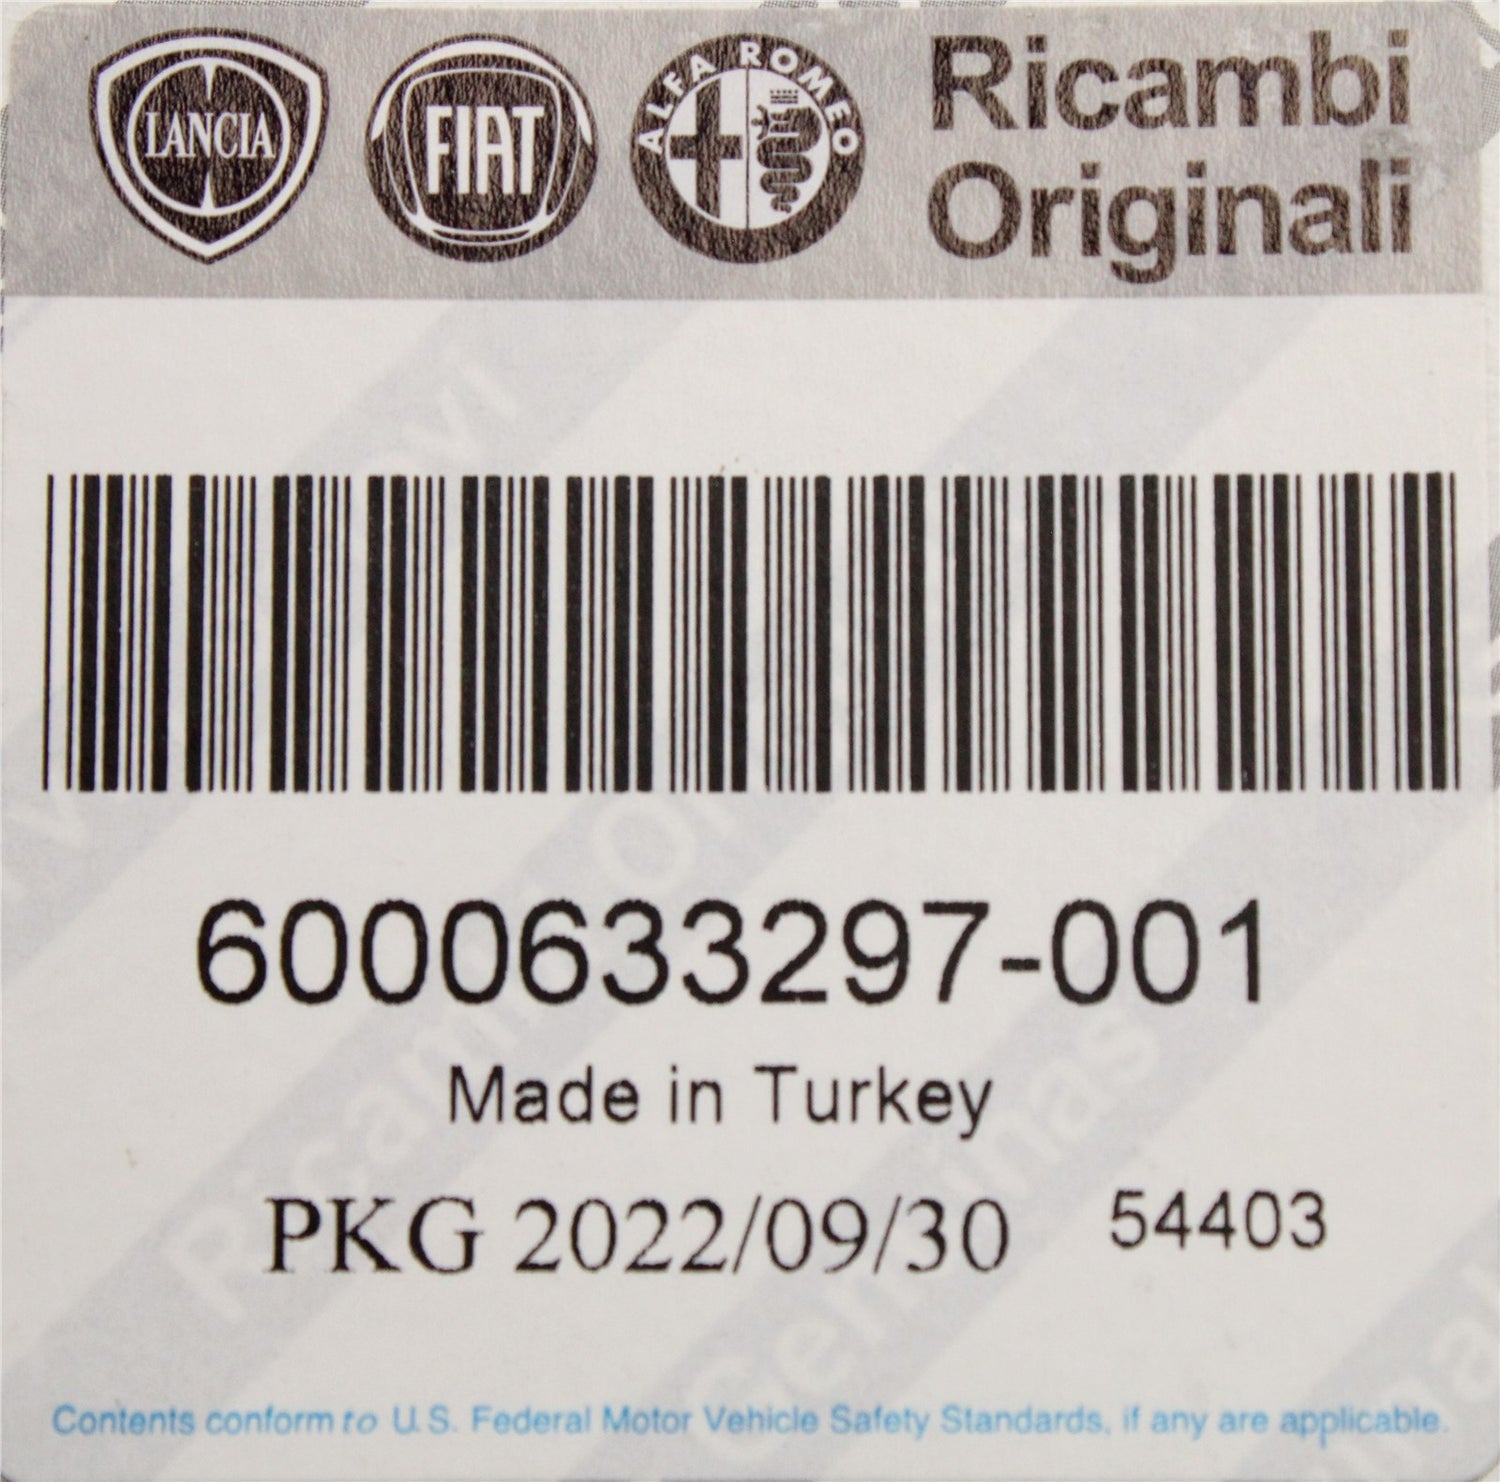 LANCIA FIAT ALFA ROMEO Ricambi
Originali
6000633297-001
Made in Turkey
PKG 2022/09/30 54403
Contents conform to U.S. Federal Motor Vehicle Safety Standards, if any are applicable.